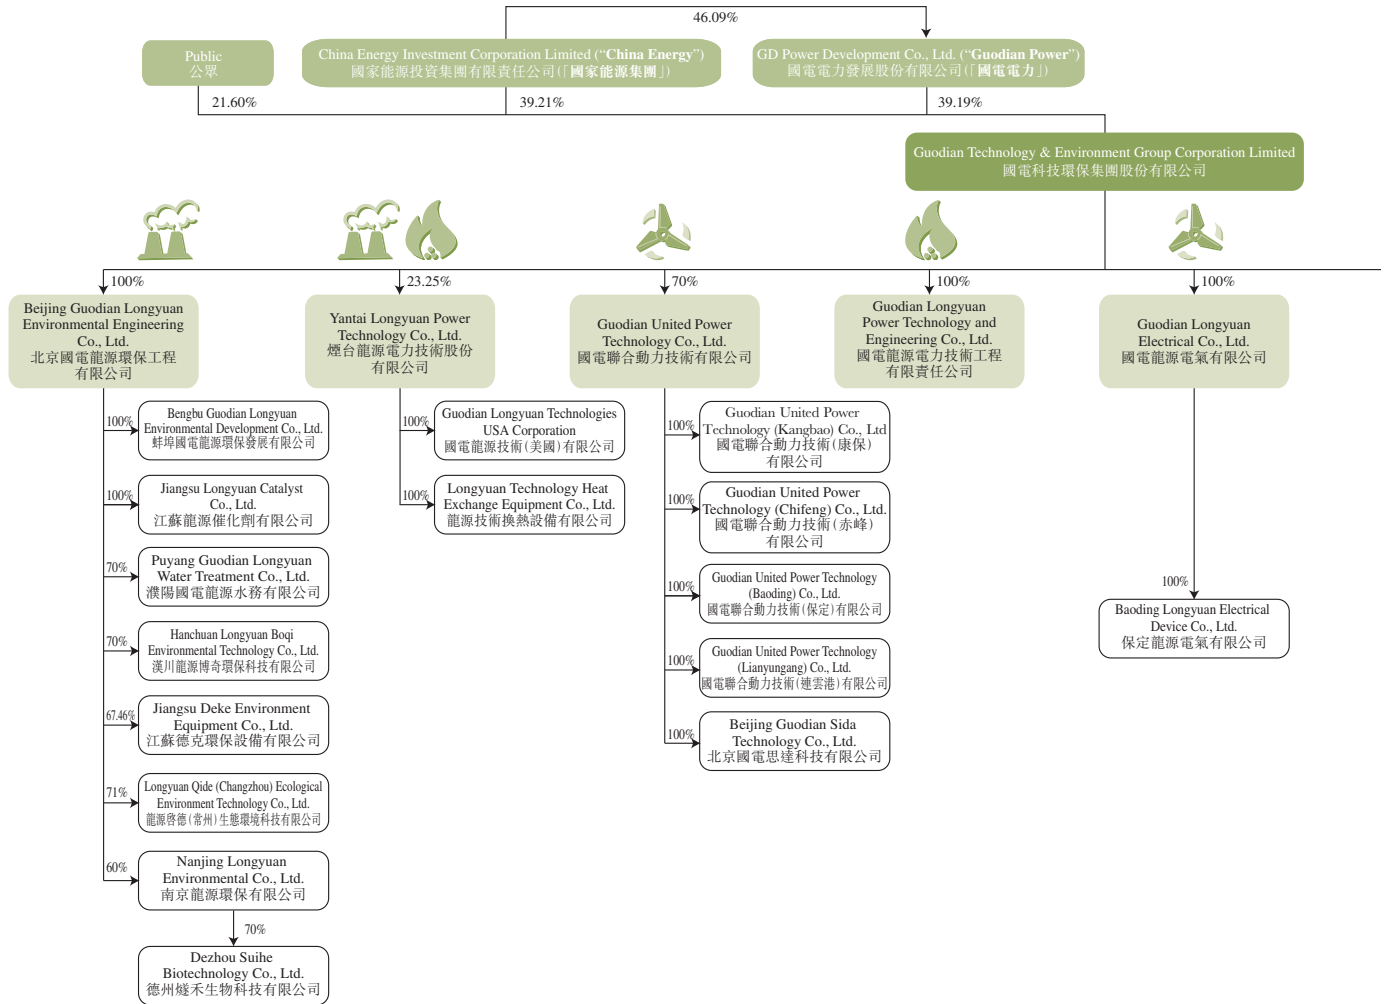 46.09%
Public
公眾
China Energy Investment Corporation Limited (“China Energy”)
國家能源投資集團有限責任公司(「國家能源集團」)
GD Power Development Co., Ltd. (“Guodian Power”)
國電電力發展股份有限公司(「國電電力」)
21.60%
39.21%
39.19%
Guodian Technology & Environment Group Corporation Limited
國電科技環保集團股份有限公司
100%
23.25%
70%
100%
100%
Beijing Guodian Longyuan
Environmental Engineering
Co., Ltd.
北京國電龍源環保工程
有限公司
Yantai Longyuan Power
Technology Co., Ltd.
煙台龍源電力技術股份
有限公司
Guodian United Power
Technology Co., Ltd.
國電聯合動力技術有限公司
Guodian Longyuan
Power Technology and
Engineering Co., Ltd.
國電龍源電力技術工程
有限責任公司
Guodian Longyuan
Electrical Co., Ltd.
國電龍源電氣有限公司
100%
Bengbu Guodian Longyuan
Environmental Development Co., Ltd.
蚌埠國電龍源環保發展有限公司
100%
Jiangsu Longyuan Catalyst
Co., Ltd.
江蘇龍源催化劑有限公司
70%
Puyang Guodian Longyuan
Water Treatment Co., Ltd.
濮陽國電龍源水務有限公司
70%
Hanchuan Longyuan Boqi
Environmental Technology Co., Ltd.
漢川龍源博奇環保科技有限公司
67.46%
Jiangsu Deke Environment
Equipment Co., Ltd.
江蘇德克環保設備有限公司
71%
Longyuan Qide (Changzhou) Ecological
Environment Technology Co., Ltd.
龍源啓德(常州)生態環境科技有限公司
60%
Nanjing Longyuan
Environmental Co., Ltd.
南京龍源環保有限公司
70%
Dezhou Suihe
Biotechnology Co., Ltd.
德州燧禾生物科技有限公司
100%
Guodian Longyuan Technologies
USA Corporation
國電龍源技術(美國)有限公司
100%
Longyuan Technology Heat
Exchange Equipment Co., Ltd.
龍源技術換熱設備有限公司
100%
Guodian United Power
Technology (Kangbao) Co., Ltd
國電聯合動力技術(康保)
有限公司
100%
Guodian United Power
Technology (Chifeng) Co., Ltd.
國電聯合動力技術(赤峰)
有限公司
100%
Guodian United Power Technology
(Baoding) Co., Ltd.
國電聯合動力技術(保定)有限公司
100%
Guodian United Power Technology
(Lianyungang) Co., Ltd.
國電聯合動力技術(連雲港)有限公司
100%
Beijing Guodian Sida
Technology Co., Ltd.
北京國電思達科技有限公司
100%
Baoding Longyuan Electrical
Device Co., Ltd.
保定龍源電氣有限公司